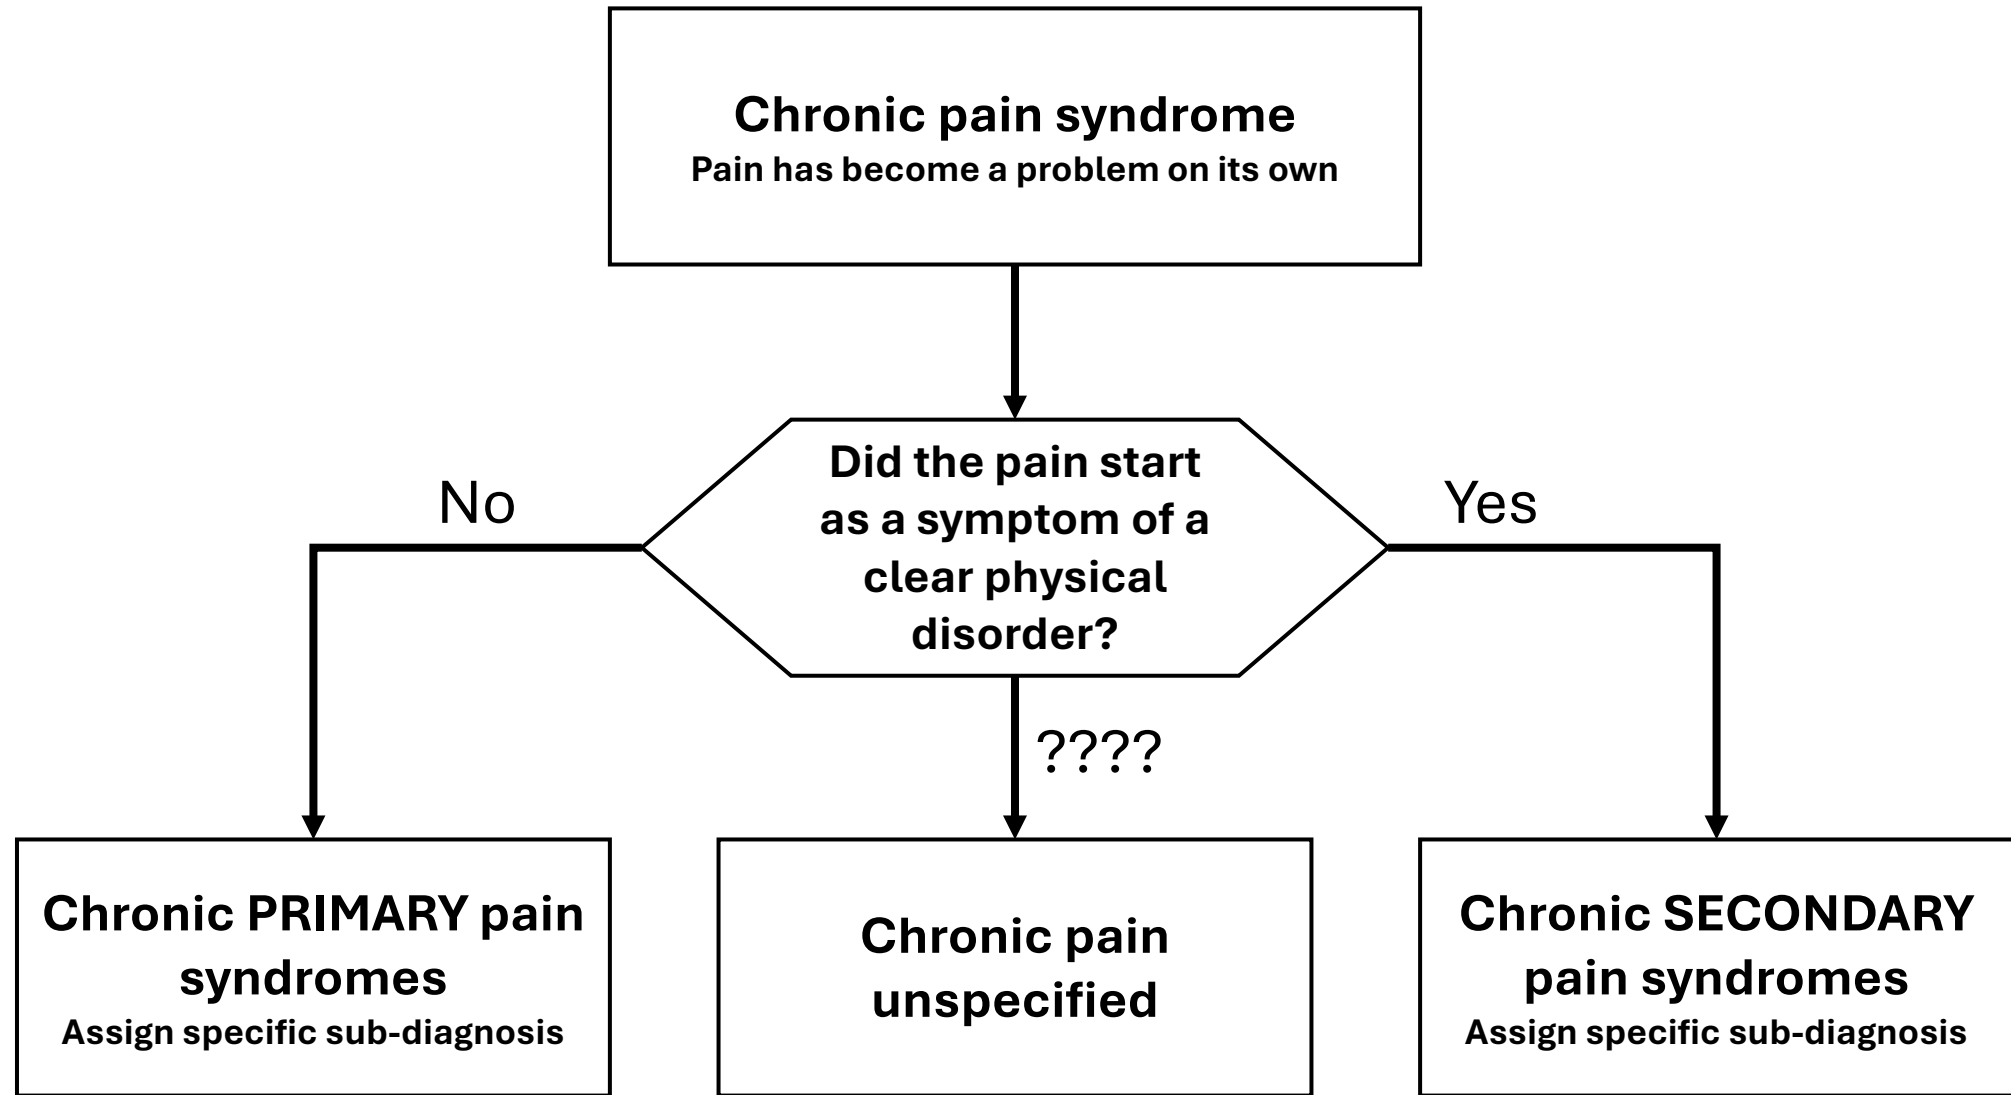 Chronic pain syndrome
Pain has become a problem on its own
Did the pain start
as a symptom of a
clear physical
disorder?
No
Yes
????
Chronic PRIMARY pain
syndromes
Assign specific sub-diagnosis
Chronic pain
unspecified
Chronic SECONDARY
pain syndromes
Assign specific sub-diagnosis